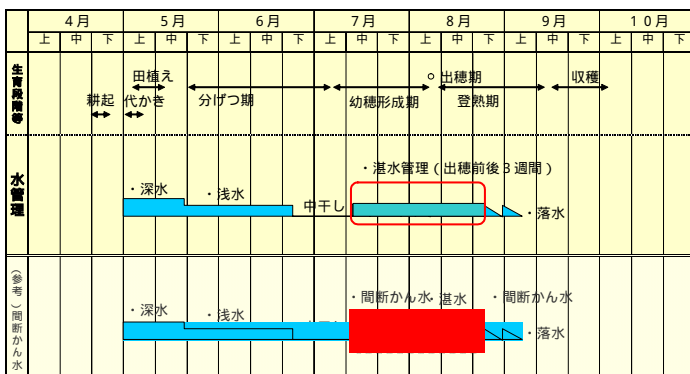 4月 5月 6月 7月 8月 9月 10月
上 中 下 上 中 下 上 中 下 上 中 下 上 中 下 上 中 下 上 中 下
生育段階等
田植え
○ 出穂期
収穫
耕起
代かき
分げつ期
幼穂形成期
登熟期
水管理
・湛水管理(出穂前後3週間)
・深水
・浅水
中干し
・落水
(参考)間断かん水
・間断かん水
・湛水
・間断かん水
・深水
・浅水
・落水